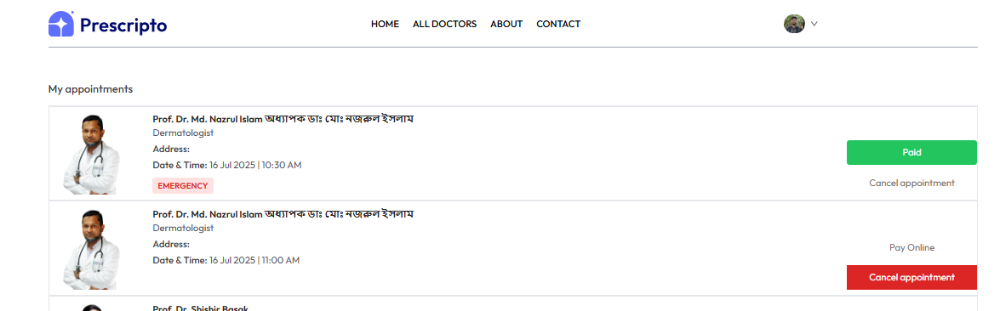 Prescripto
HOME ALL DOCTORS ABOUT CONTACT
My appointments
Prof. Dr. Md. Nazrul Islam অধ্যাপক ডাঃ মোঃ নজরুল ইসলাম
Dermatologist
Address:
Date & Time: 16 Jul 2025 | 10:30 AM
EMERGENCY
Paid
Cancel appointment
Prof. Dr. Md. Nazrul Islam অধ্যাপক ডাঃ মোঃ নজরুল ইসলাম
Dermatologist
Address:
Date & Time: 16 Jul 2025 | 11:00 AM
Pay Online
Cancel appointment
Prof. Dr. Shishir Basak